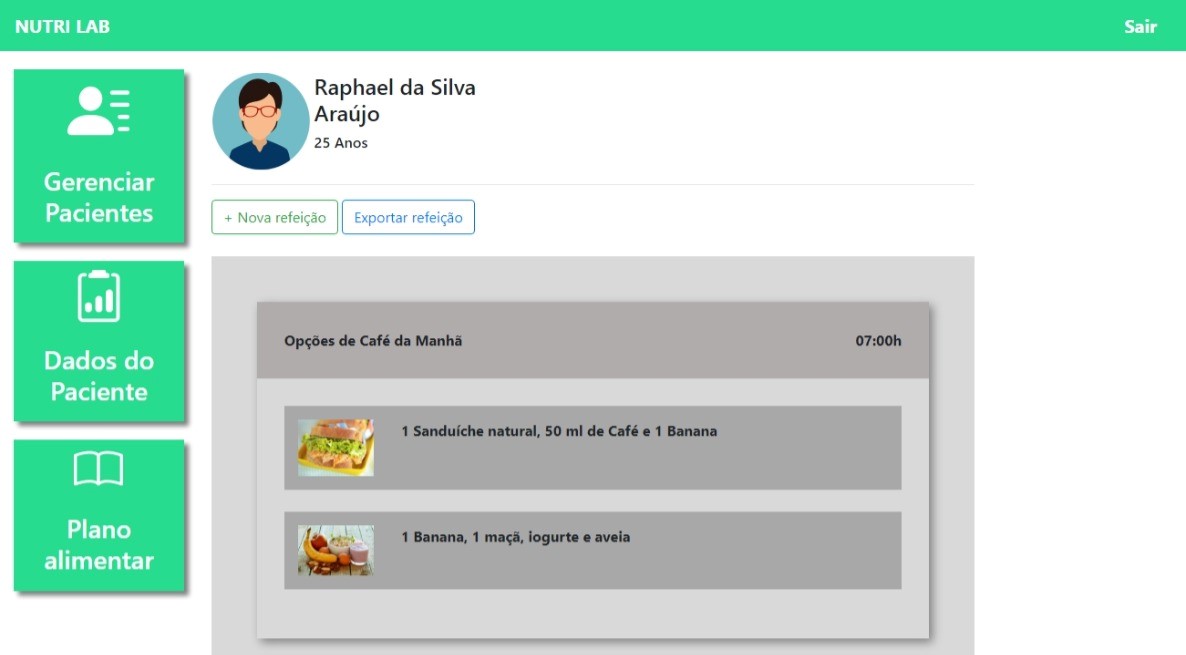 NUTRI LAB
Sair
Gerenciar
Pacientes
Dados do
Paciente
Plano
alimentar
Raphael da Silva
Araújo
25 Anos
+ Nova refeição
Exportar refeição
Opções de Café da Manhã
07:00h
1 Sanduíche natural, 50 ml de Café e 1 Banana
1 Banana, 1 maçã, iogurte e aveia